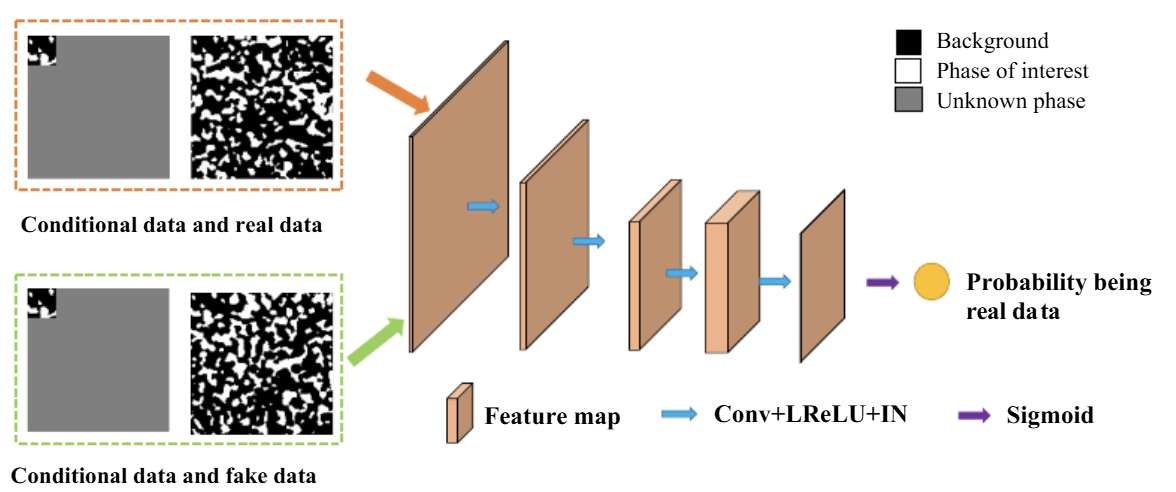 Background
Phase of interest
Unknown phase
Conditional data and real data
Probability being
real data
Feature map
Conv+LReLU+IN
Sigmoid
Conditional data and fake data